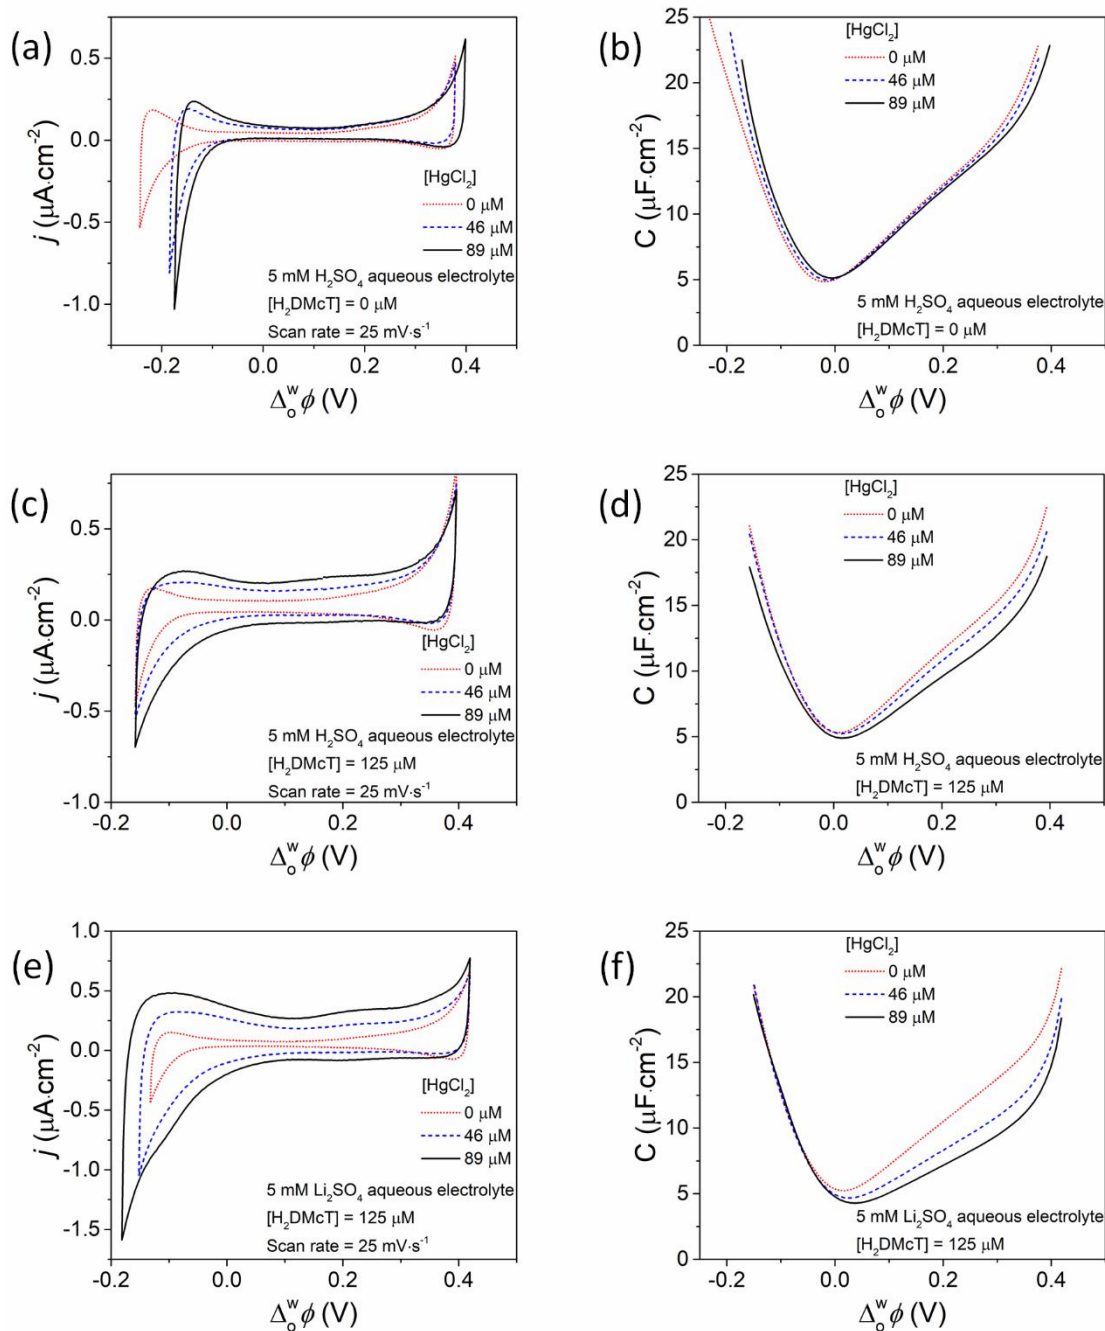 (a)
0.5
0.0
-0.5
-1.0
j (μA·cm⁻²)
[HgCl₂]
0 μM
46 μM
89 μM
5 mM H₂SO₄ aqueous electrolyte
[H₂DMcT] = 0 μM
Scan rate = 25 mV·s⁻¹
-0.2 0.0 0.2 0.4
Δₒʷϕ (V)
(b)
25
20
15
10
5
0
C (μF·cm⁻²)
[HgCl₂]
0 μM
46 μM
89 μM
5 mM H₂SO₄ aqueous electrolyte
[H₂DMcT] = 0 μM
-0.2 0.0 0.2 0.4
Δₒʷϕ (V)
(c)
0.5
0.0
-0.5
-1.0
j (μA·cm⁻²)
[HgCl₂]
0 μM
46 μM
89 μM
5 mM H₂SO₄ aqueous electrolyte
[H₂DMcT] = 125 μM
Scan rate = 25 mV·s⁻¹
-0.2 0.0 0.2 0.4
Δₒʷϕ (V)
(d)
25
20
15
10
5
0
C (μF·cm⁻²)
[HgCl₂]
0 μM
46 μM
89 μM
5 mM H₂SO₄ aqueous electrolyte
[H₂DMcT] = 125 μM
-0.2 0.0 0.2 0.4
Δₒʷϕ (V)
(e)
1.0
0.5
0.0
-0.5
-1.0
-1.5
j (μA·cm⁻²)
[HgCl₂]
0 μM
46 μM
89 μM
5 mM Li₂SO₄ aqueous electrolyte
[H₂DMcT] = 125 μM
Scan rate = 25 mV·s⁻¹
-0.2 0.0 0.2 0.4
Δₒʷϕ (V)
(f)
25
20
15
10
5
0
C (μF·cm⁻²)
[HgCl₂]
0 μM
46 μM
89 μM
5 mM Li₂SO₄ aqueous electrolyte
[H₂DMcT] = 125 μM
-0.2 0.0 0.2 0.4
Δₒʷϕ (V)